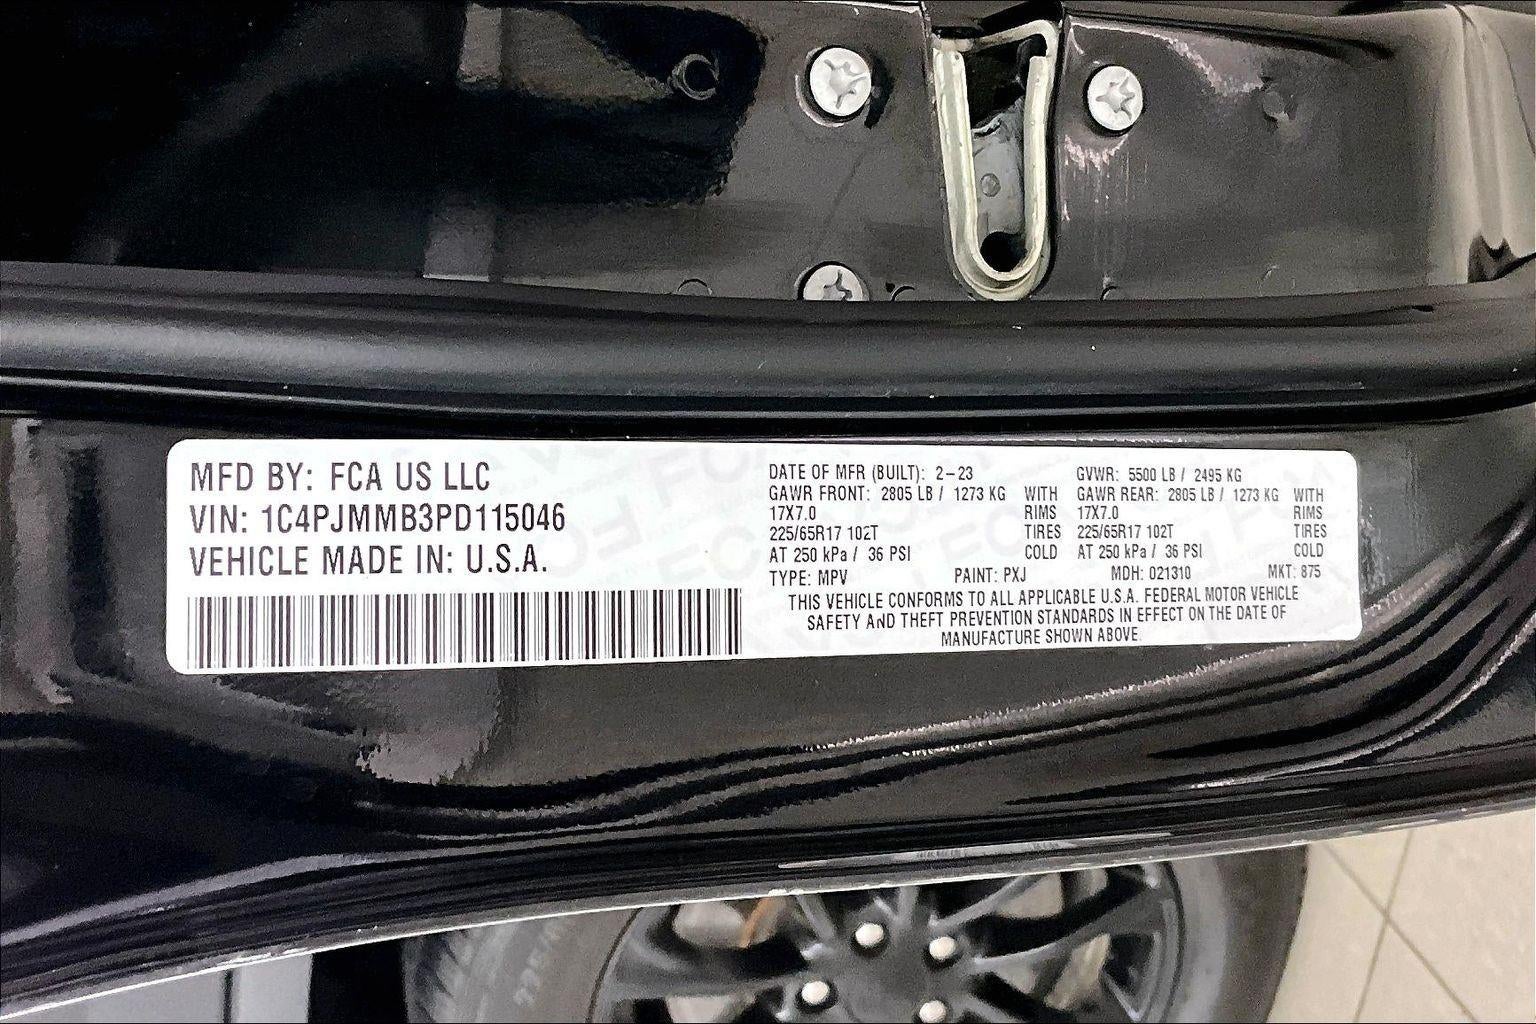 MFD BY: FCA US LLC
VIN: 1C4PJMMB3PD115046
VEHICLE MADE IN: U.S.A.
DATE OF MFR (BUILT): 2-23 GVWR: 5500 LB / 2495 KG
GAWR FRONT: 2805 LB / 1273 KG WITH GAWR REAR: 2805 LB / 1273 KG WITH
17X7.0 RIMS 17X7.0 RIMS
225/65R17 102T TIRES 225/65R17 102T TIRES
AT 250 kPa / 36 PSI COLD AT 250 kPa / 36 PSI COLD
TYPE: MPV PAINT: PXJ MDH: 021310 MKT: 875
THIS VEHICLE CONFORMS TO ALL APPLICABLE U.S.A. FEDERAL MOTOR VEHICLE
SAFETY AND THEFT PREVENTION STANDARDS IN EFFECT ON THE DATE OF
MANUFACTURE SHOWN ABOVE.